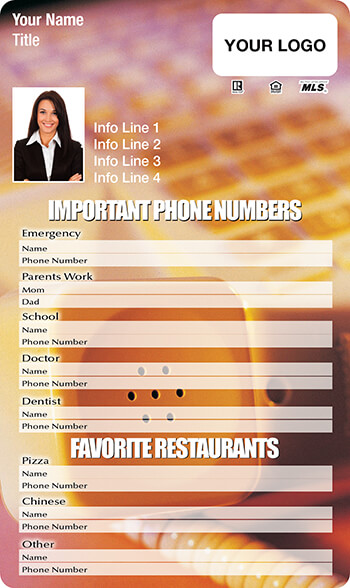 Your Name
Title
YOUR LOGO
MLS
Info Line 1
Info Line 2
Info Line 3
Info Line 4
IMPORTANT PHONE NUMBERS
Emergency
Name
Phone Number
Parents Work
Mom
Dad
School
Name
Phone Number
Doctor
Name
Phone Number
Dentist
Name
Phone Number
FAVORITE RESTAURANTS
Pizza
Name
Phone Number
Chinese
Name
Phone Number
Other
Name
Phone Number